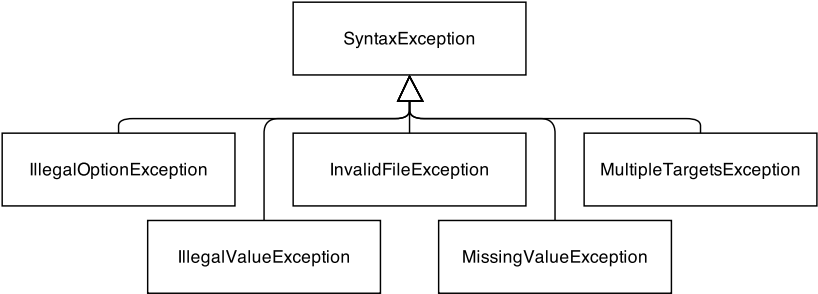 SyntaxException
IllegalOptionException
InvalidFileException
MultipleTargetsException
IllegalValueException
MissingValueException